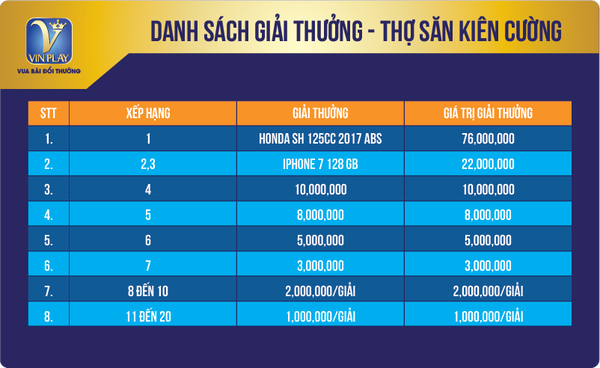 VINPLAY
VUA BÀI ĐỔI THƯỞNG
DANH SÁCH GIẢI THƯỞNG - THỢ SĂN KIÊN CƯỜNG
STT XẾP HẠNG GIẢI THƯỞNG GIÁ TRỊ GIẢI THƯỞNG
1. 1 HONDA SH 125CC 2017 ABS 76,000,000
2. 2,3 IPHONE 7 128 GB 22,000,000
3. 4 10,000,000 10,000,000
4. 5 8,000,000 8,000,000
5. 6 5,000,000 5,000,000
6. 7 3,000,000 3,000,000
7. 8 ĐẾN 10 2,000,000/GIẢI 2,000,000/GIẢI
8. 11 ĐẾN 20 1,000,000/GIẢI 1,000,000/GIẢI